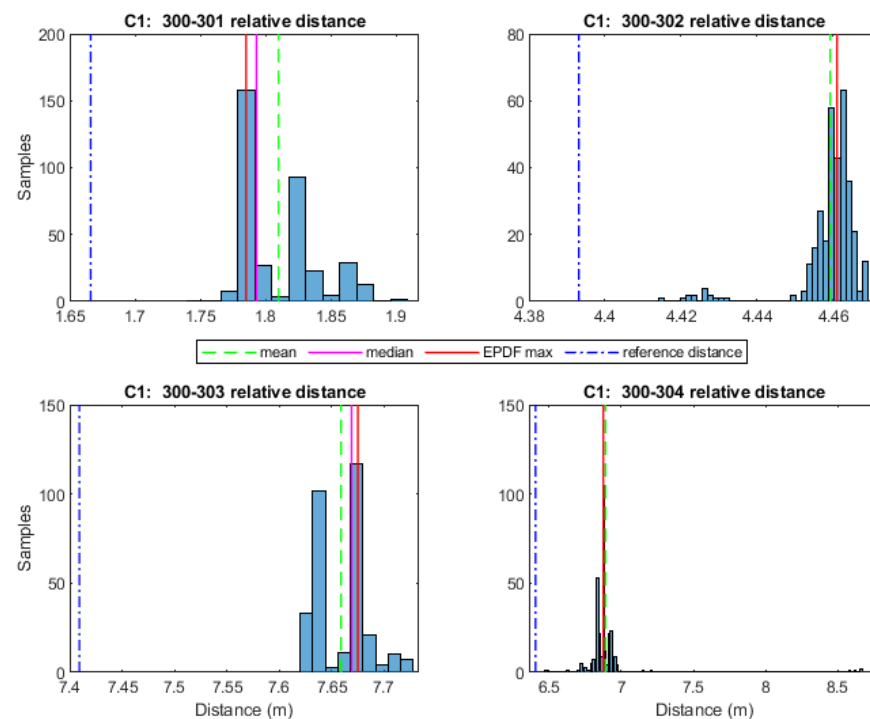 C1:  300-301 relative distance
200
150
100
50
0
Samples
1.65 1.7 1.75 1.8 1.85 1.9
C1:  300-302 relative distance
80
60
40
20
0
4.38 4.4 4.42 4.44 4.46
mean median EPDF max reference distance
C1:  300-303 relative distance
150
100
50
0
Samples
7.4 7.45 7.5 7.55 7.6 7.65 7.7
Distance (m)
C1:  300-304 relative distance
150
100
50
0
6.5 7 7.5 8 8.5
Distance (m)